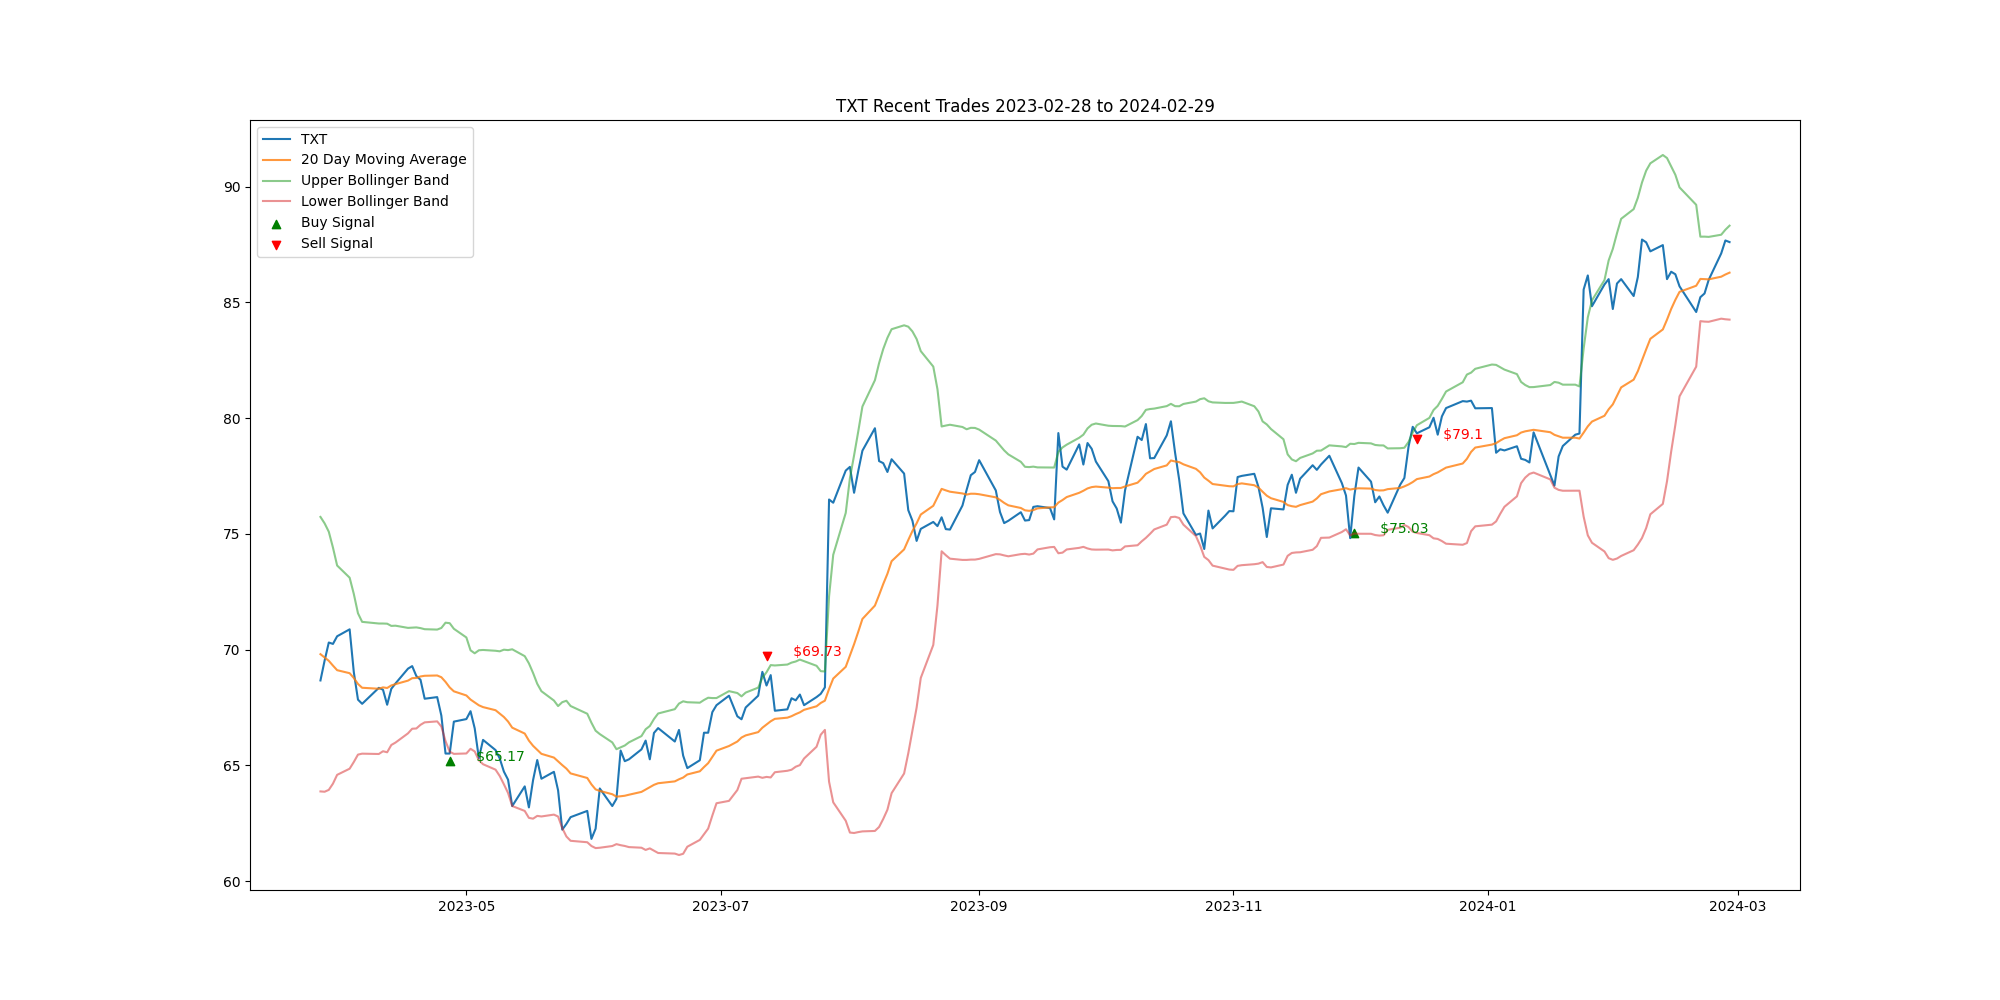 TXT Recent Trades 2023-02-28 to 2024-02-29
TXT
20 Day Moving Average
Upper Bollinger Band
Lower Bollinger Band
Buy Signal
Sell Signal
90
85
80
75
70
65
60
$65.17
$69.73
$75.03
$79.1
2023-05
2023-07
2023-09
2023-11
2024-01
2024-03